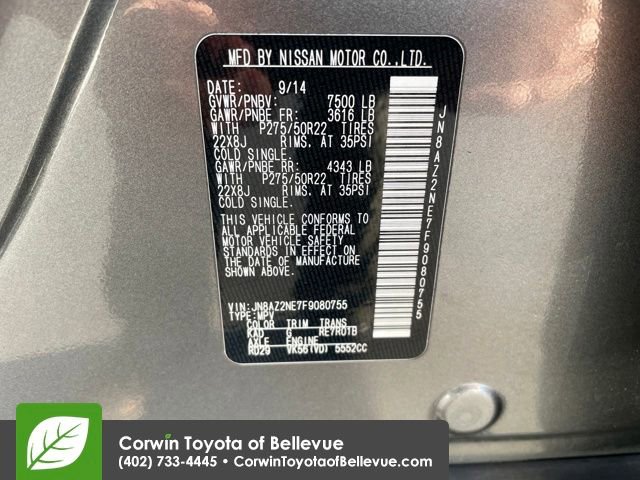 MFD BY NISSAN MOTOR CO.,LTD.
DATE: 9/14
GVWR/PNBV: 7500 LB
GAWR/PNBE FR: 3616 LB
WITH P275/50R22 TIRES
22X8J RIMS. AT 35PSI
COLD SINGLE.
GAWR/PNBE RR: 4343 LB
WITH P275/50R22 TIRES
22X8J RIMS. AT 35PSI
COLD SINGLE.
THIS VEHICLE CONFORMS TO
ALL APPLICABLE FEDERAL
MOTOR VEHICLE SAFETY
STANDARDS IN EFFECT ON
THE DATE OF MANUFACTURE
SHOWN ABOVE.
VIN: JN8AZ2NE7F9080755
TYPE: MPV
COLOR TRIM TRANS
KAD G RE7R0TB
AXLE ENGINE
RD29 VK56(VD) 5552CC
JN8AZ2NE7F9080755
Corwin Toyota of Bellevue
(402) 733-4445 • CorwinToyotaofBellevue.com